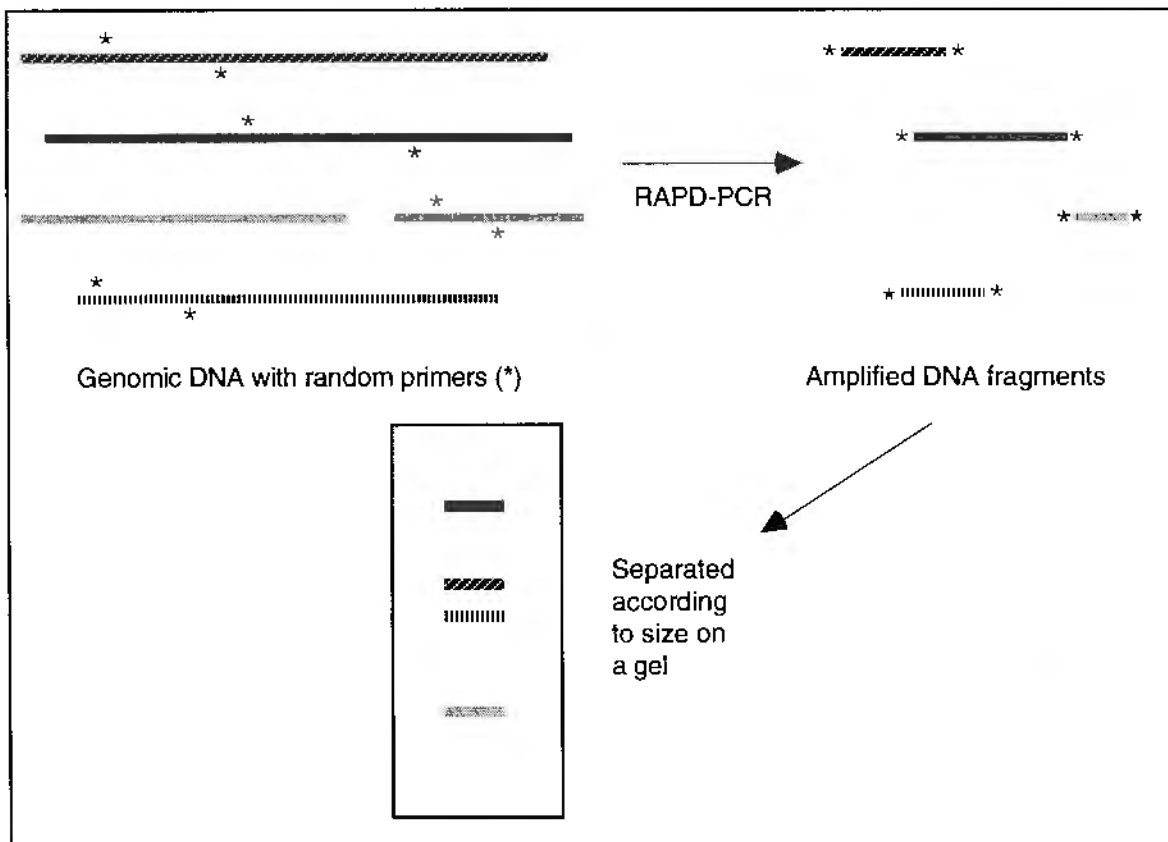 RAPD-PCR
Genomic DNA with random primers (*)
Amplified DNA fragments
Separated
according
to size on
a gel